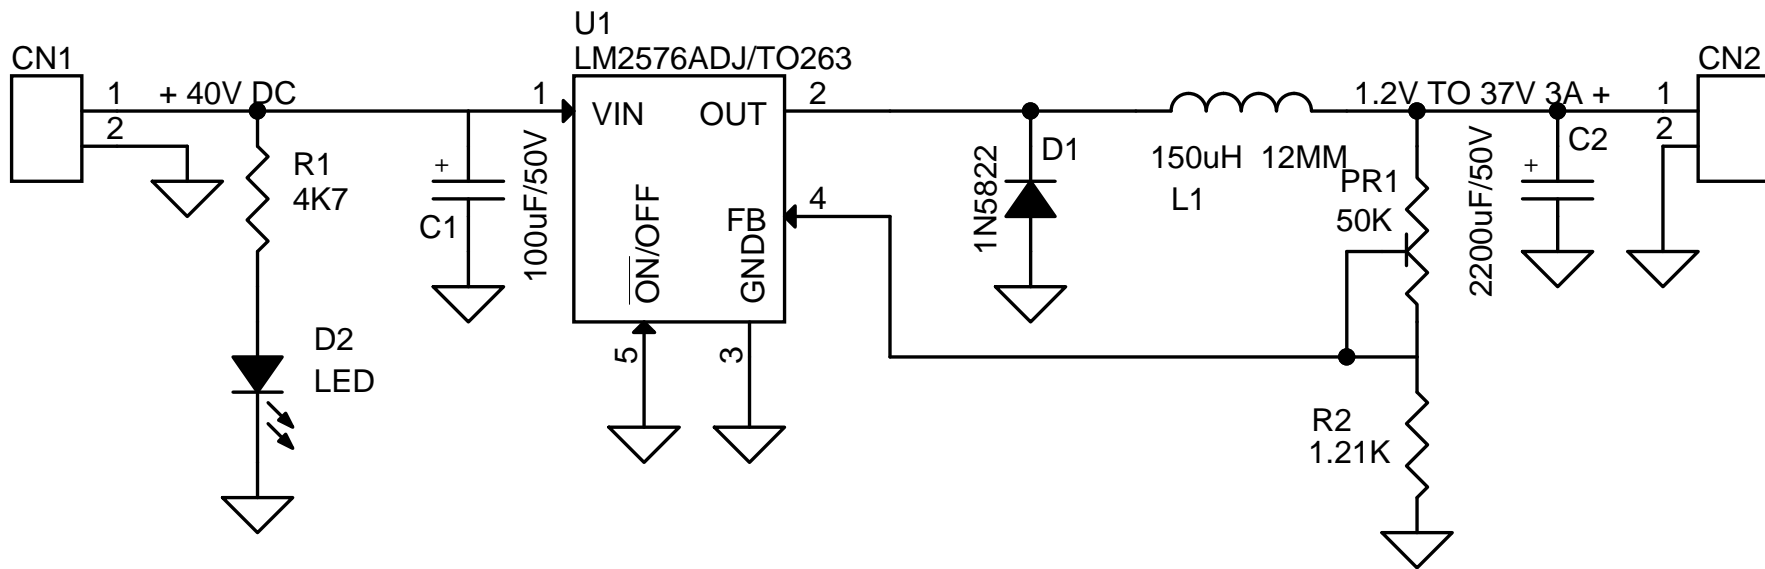 U1
LM2576ADJ/TO263
CN1
CN2
1
+ 40V DC
1
VIN
OUT
2
1.2V TO 37V 3A +
1
2
2
R1
4K7
+
C1
100uF/50V
ON/OFF
FB
GND
4
1N5822
D1
150uH 12MM
L1
PR1
50K
2200uF/50V
+
C2
D2
LED
5
3
R2
1.21K